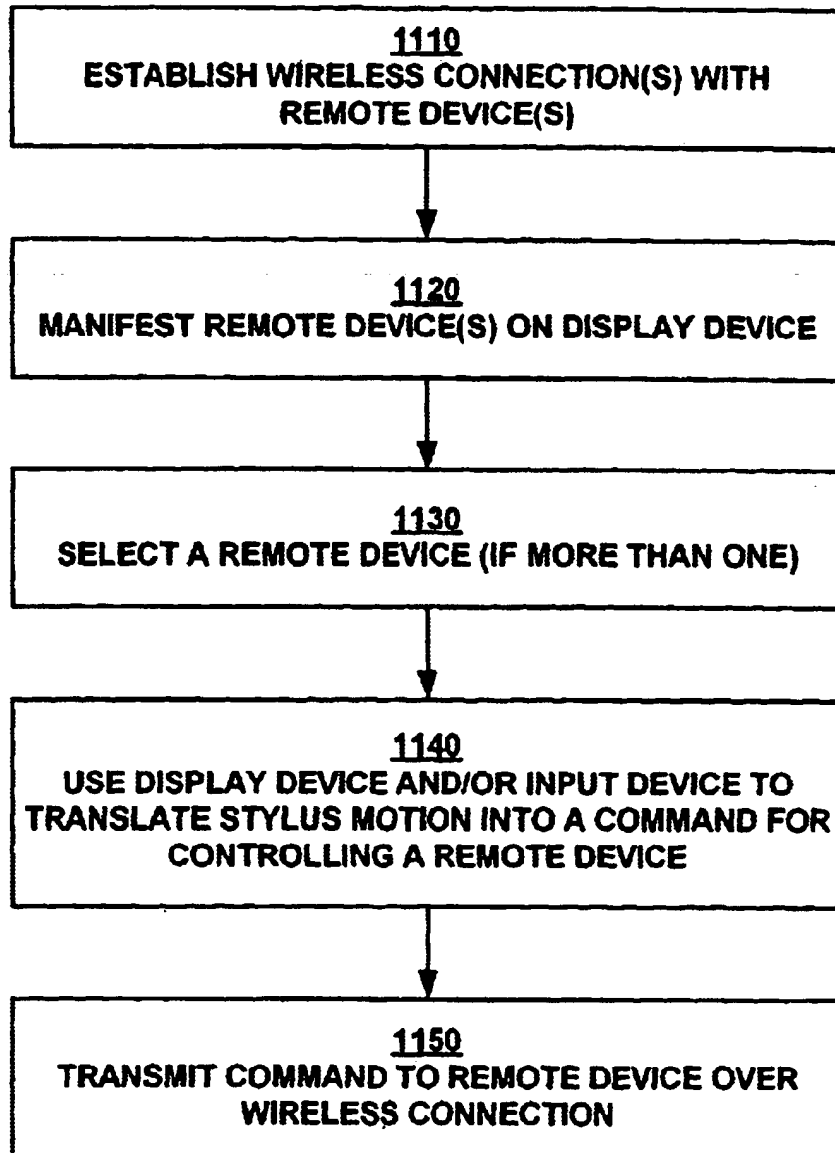 1110
ESTABLISH WIRELESS CONNECTION(S) WITH
REMOTE DEVICE(S)
1120
MANIFEST REMOTE DEVICE(S) ON DISPLAY DEVICE
1130
SELECT A REMOTE DEVICE (IF MORE THAN ONE)
1140
USE DISPLAY DEVICE AND/OR INPUT DEVICE TO
TRANSLATE STYLUS MOTION INTO A COMMAND FOR
CONTROLLING A REMOTE DEVICE
1150
TRANSMIT COMMAND TO REMOTE DEVICE OVER
WIRELESS CONNECTION